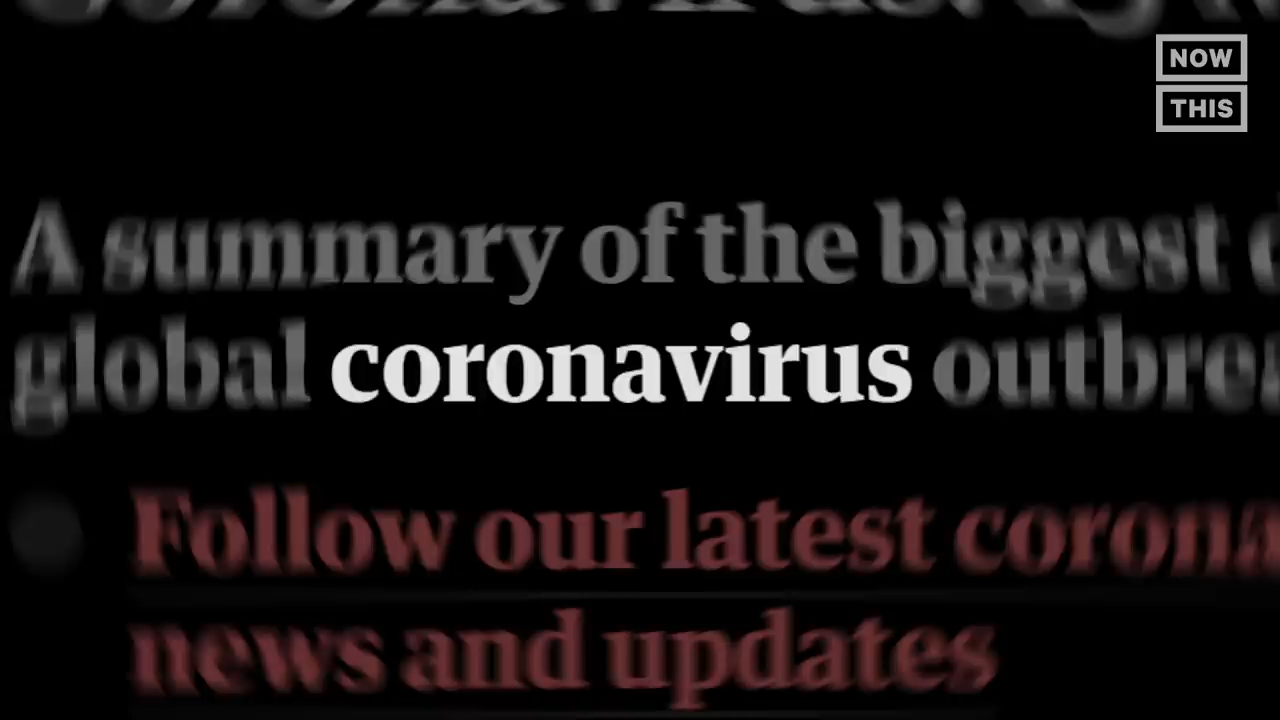 NOW
THIS
A summary of the biggest
global coronavirus
Follow our latest
news and updates